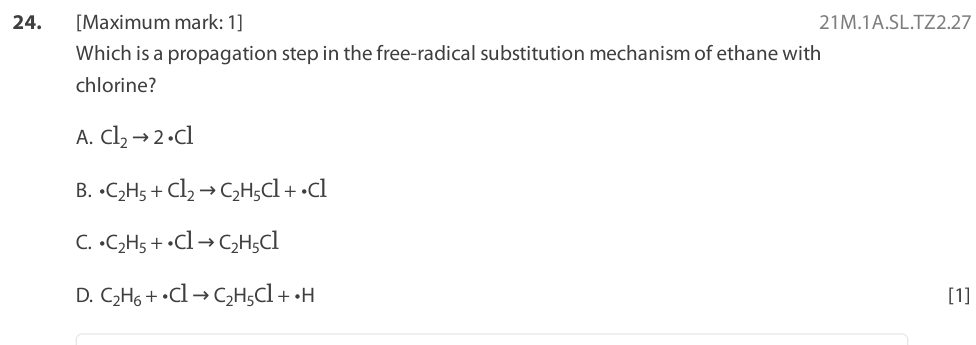 24. [Maximum mark: 1] 21M.1A.SL.TZ2.27
Which is a propagation step in the free-radical substitution mechanism of ethane with
chlorine?
A. Cl₂ → 2 •Cl
B. •C₂H₅ + Cl₂ → C₂H₅Cl + •Cl
C. •C₂H₅ + •Cl → C₂H₅Cl
D. C₂H₆ + •Cl → C₂H₅Cl + •H [1]